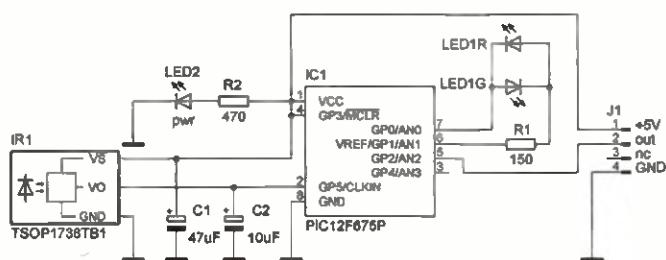 LED2
R2
pwr
470
IR1
VS
VO
GND
TSOP1738TB1
C1
47uF
C2
10uF
IC1
1
4
2
8
VCC
GP3/MCLR
GP0/AN0
VREF/GP1/AN1
GP2/AN2
GP4/AN3
GP5/CLKIN
GND
PIC12F675P
7
6
5
3
LED1R
LED1G
R1
150
J1
1 +5V
2 out
3 nc
4 GND